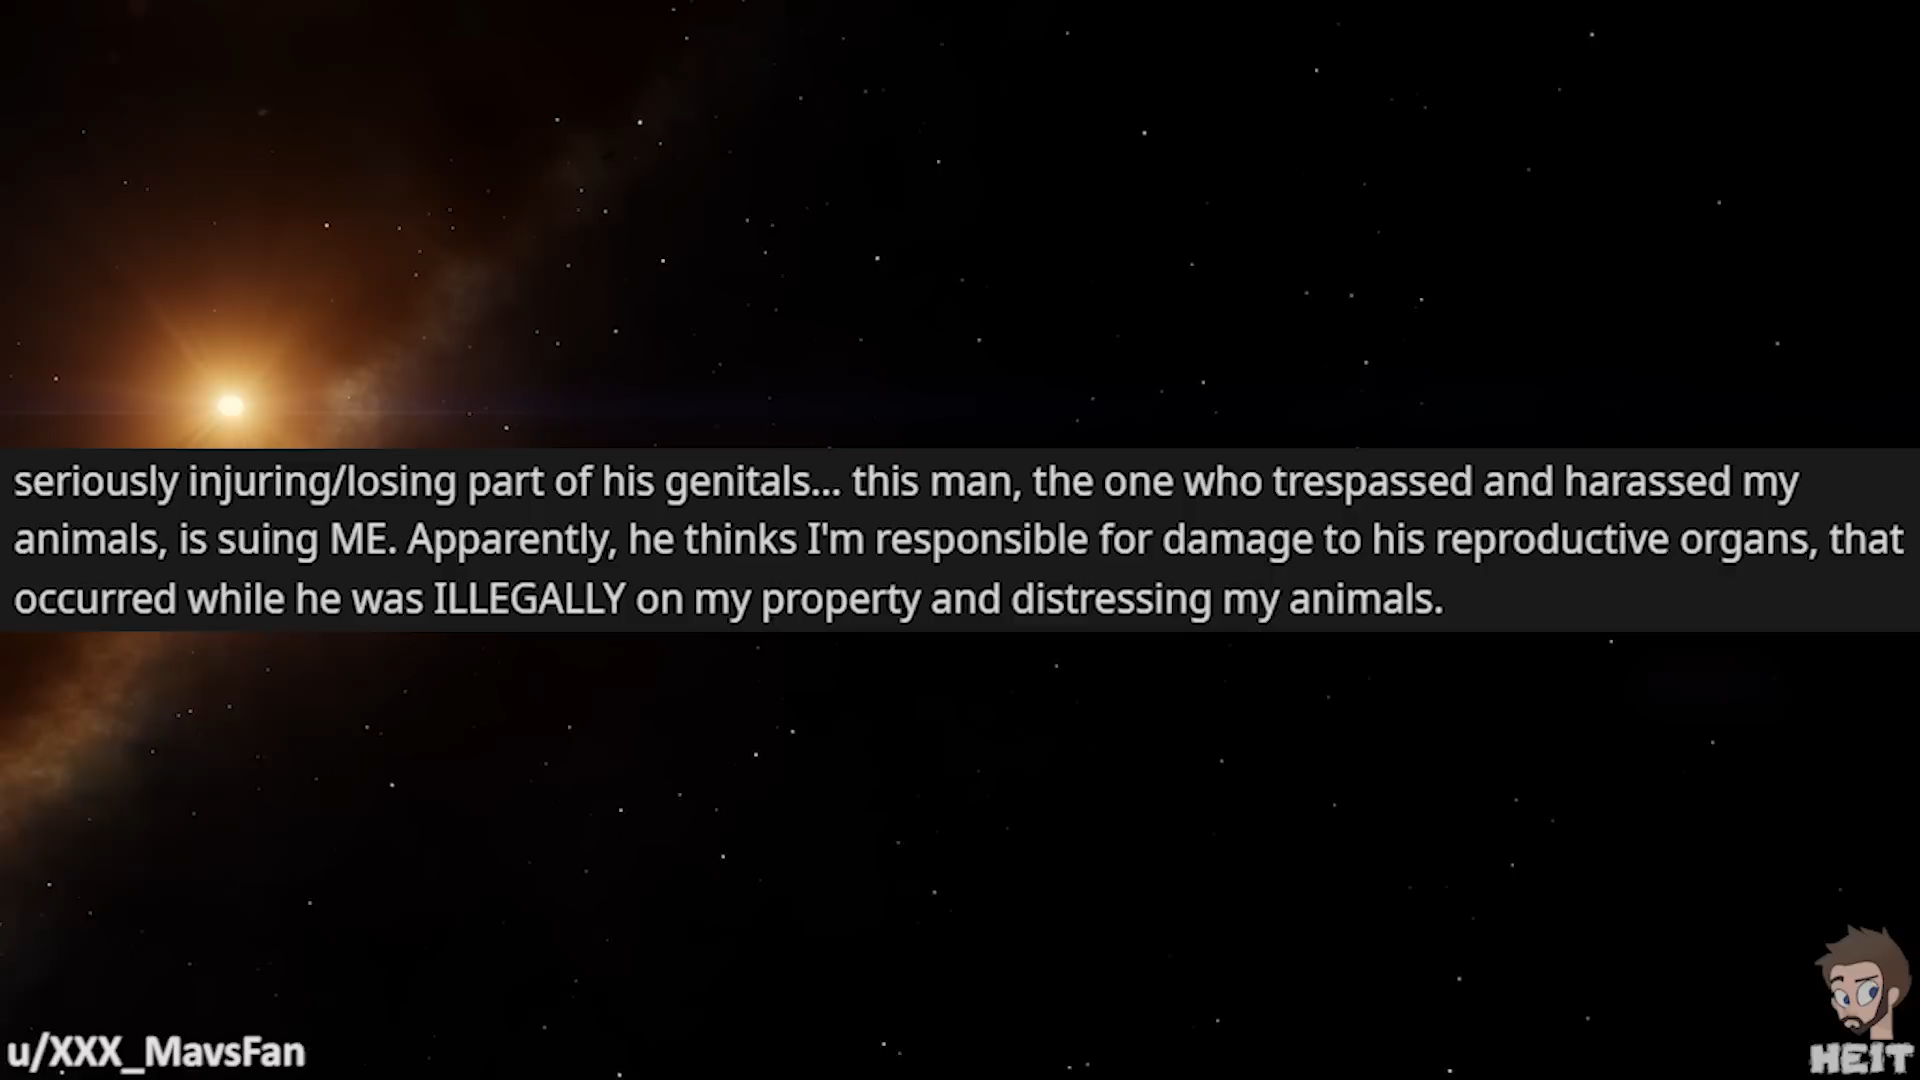 seriously injuring/losing part of his genitals... this man, the one who trespassed and harassed my
animals, is suing ME. Apparently, he thinks I'm responsible for damage to his reproductive organs, that
occurred while he was ILLEGALLY on my property and distressing my animals.
u/XXX_MavsFan
HEIT